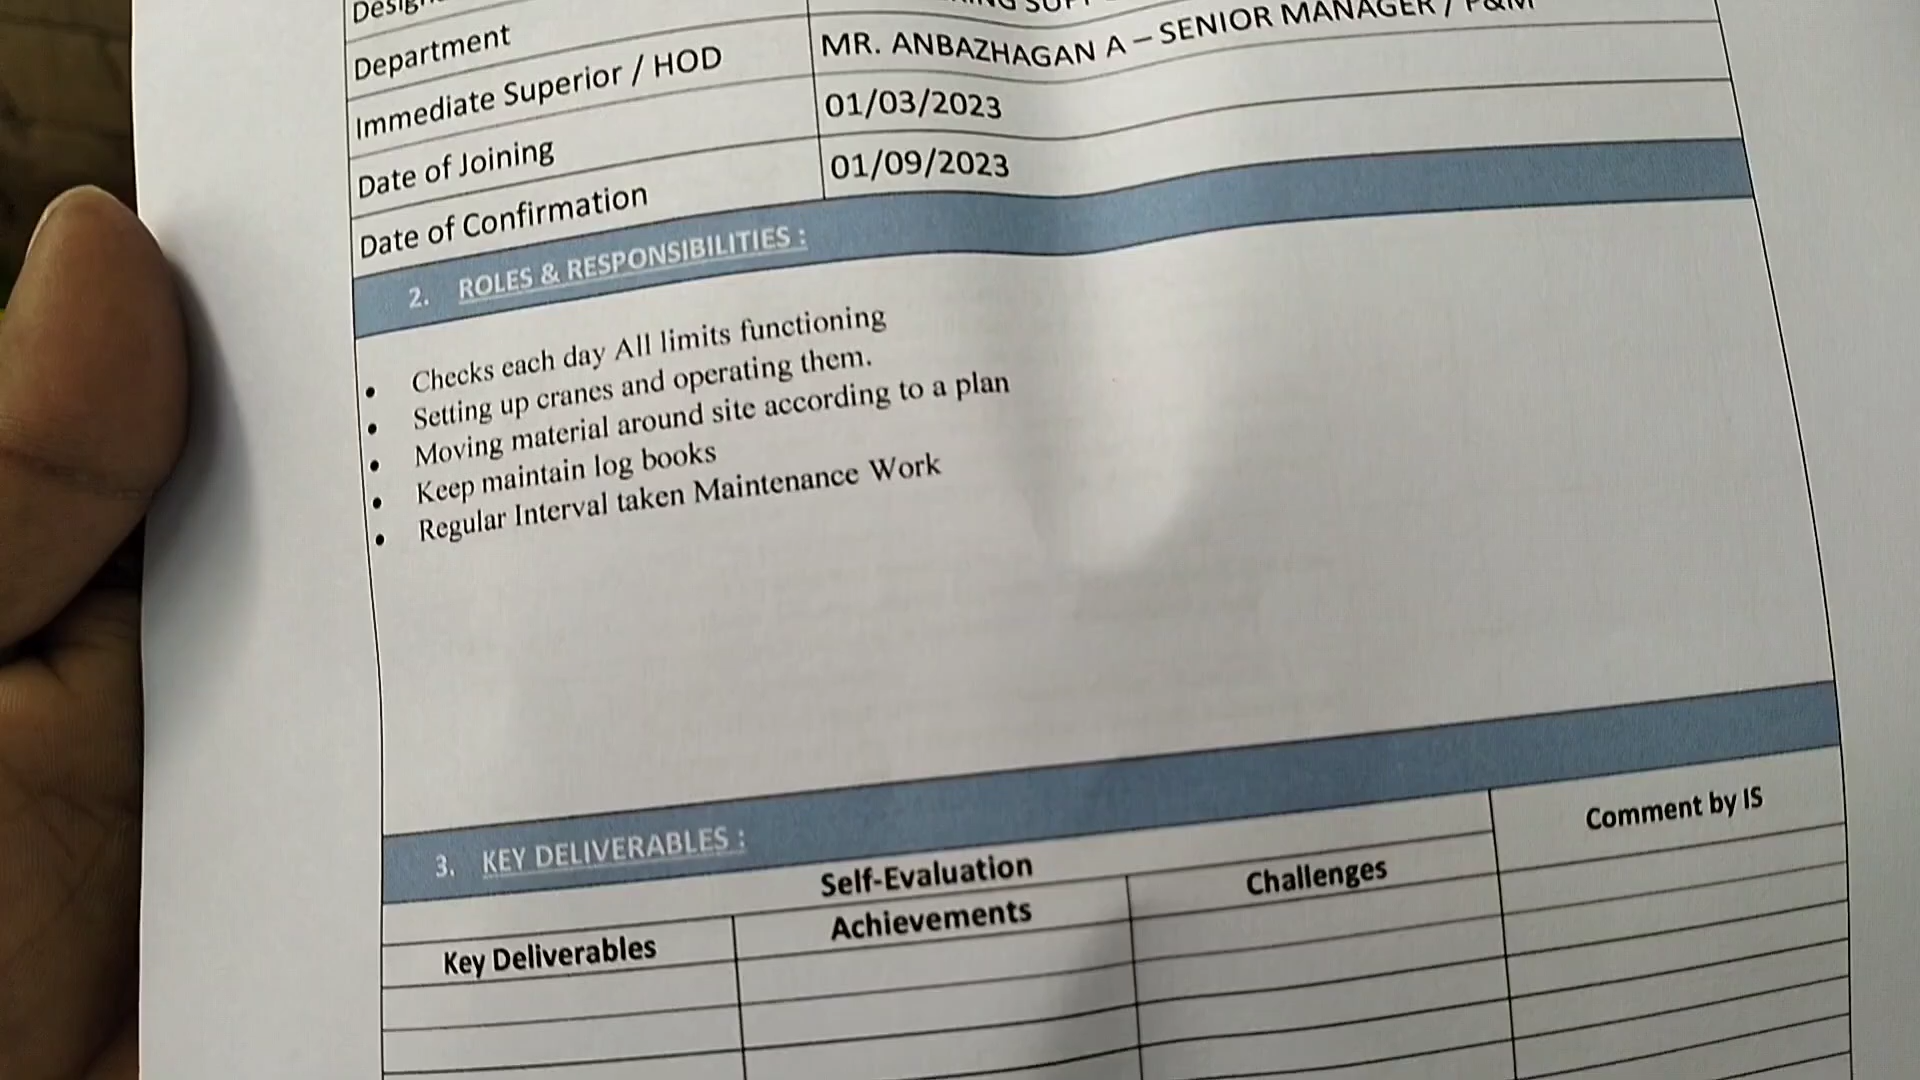 Department
Immediate Superior / HOD MR. ANBAZHAGAN A – SENIOR MANAGER / P&M
Date of Joining 01/03/2023
Date of Confirmation 01/09/2023
2. ROLES & RESPONSIBILITIES :
• Checks each day All limits functioning
• Setting up cranes and operating them.
• Moving material around site according to a plan
• Keep maintain log books
• Regular Interval taken Maintenance Work
3. KEY DELIVERABLES :
Self-Evaluation Comment by IS
Key Deliverables Achievements Challenges